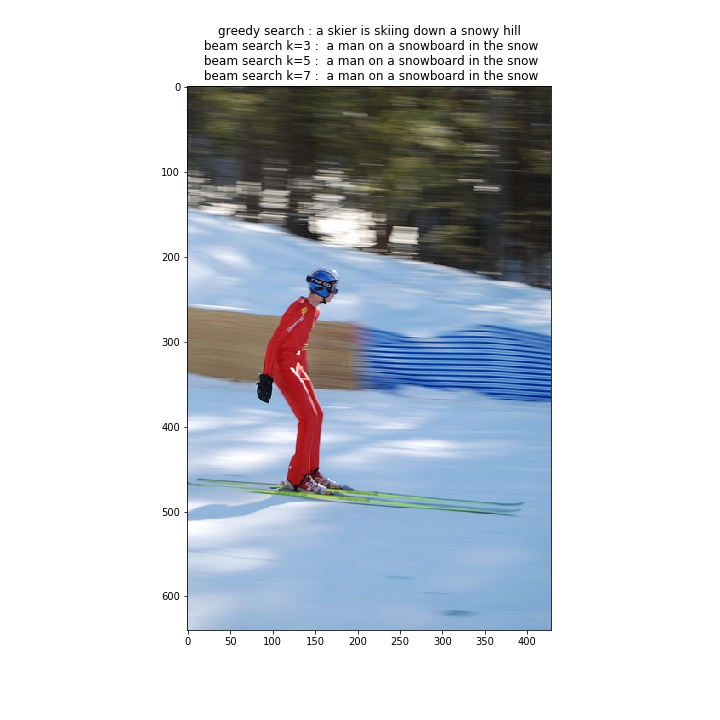 greedy search : a skier is skiing down a snowy hill
beam search k=3 :  a man on a snowboard in the snow
beam search k=5 :  a man on a snowboard in the snow
beam search k=7 :  a man on a snowboard in the snow
0
100
200
300
400
500
600
0 50 100 150 200 250 300 350 400